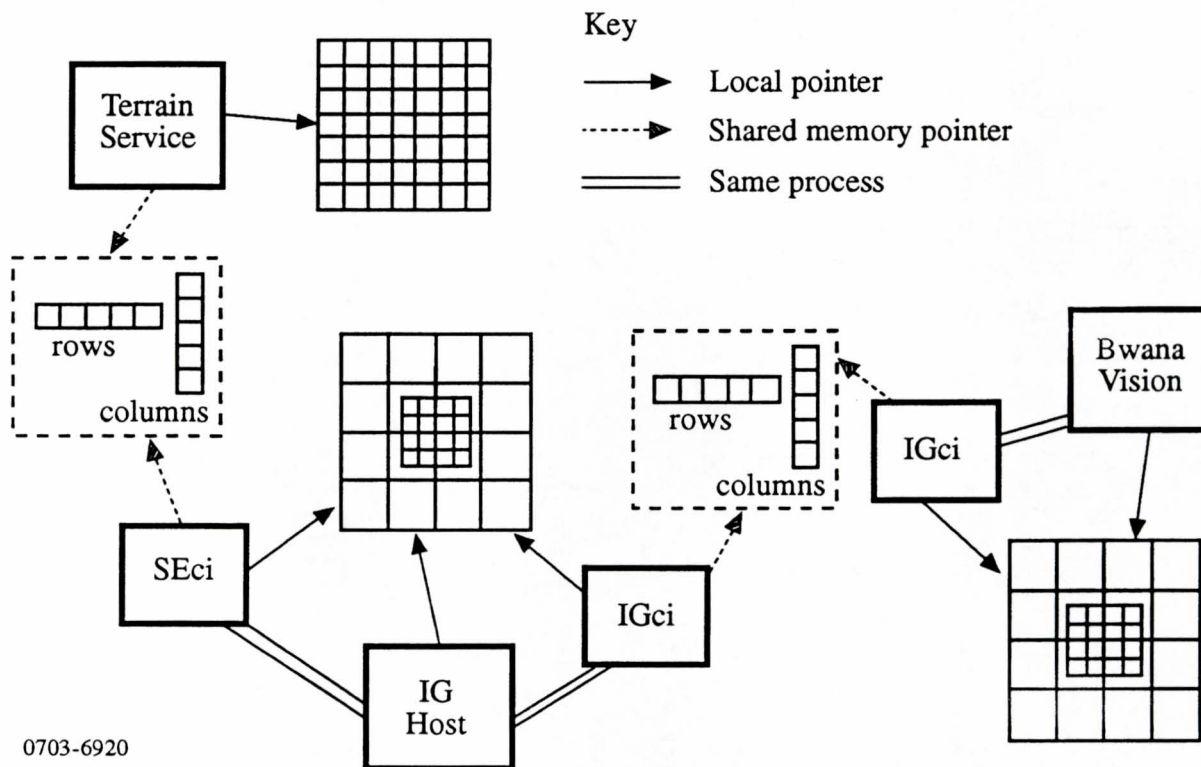 Key
Local pointer
Shared memory pointer
Same process
Terrain
Service
rows
columns
rows
columns
Bwana
Vision
IGci
SEci
IGci
IG
Host
0703-6920